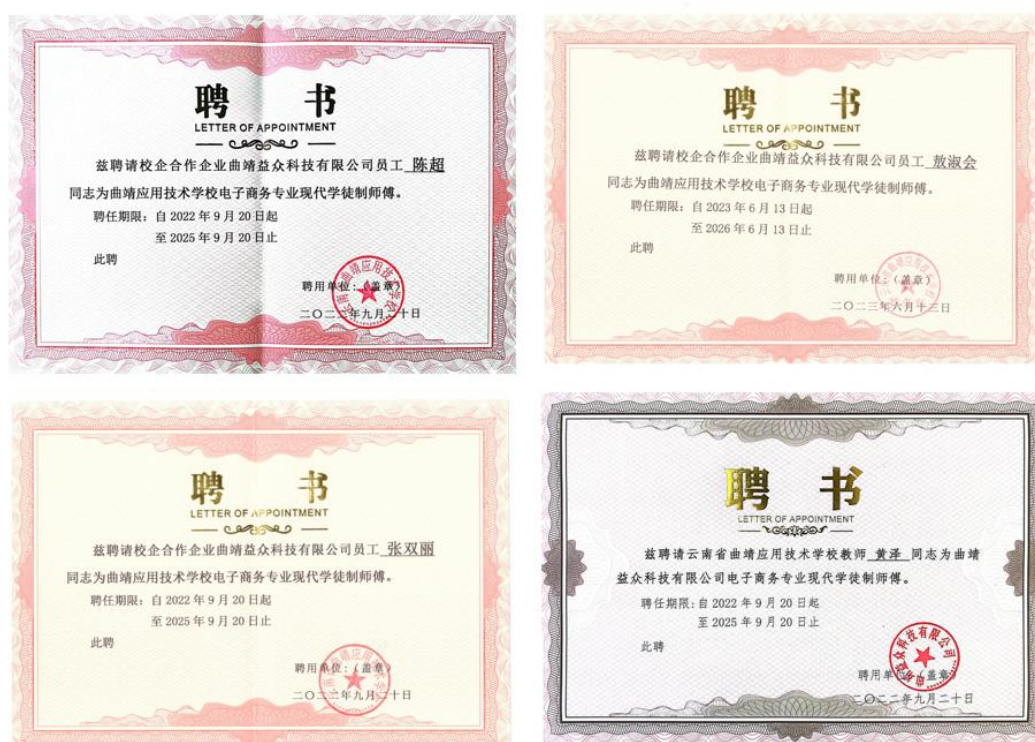 聘 书
LETTER OF APPOINTMENT
兹聘请校企合作企业曲靖益众科技有限公司员工 陈超
同志为曲靖应用技术学校电子商务专业现代学徒制师傅。
聘任期限：自 2022 年 9 月 20 日起
至 2025 年 9 月 20 日止
此聘
聘用单位：（盖章）
二〇二二年九月二十日
聘 书
LETTER OF APPOINTMENT
兹聘请校企合作企业曲靖益众科技有限公司员工 敖淑会
同志为曲靖应用技术学校电子商务专业现代学徒制师傅。
聘任期限：自 2023 年 6 月 13 日起
至 2026 年 6 月 13 日止
此聘
聘用单位：（盖章）
二〇二三年六月十三日
聘 书
LETTER OF APPOINTMENT
兹聘请校企合作企业曲靖益众科技有限公司员工 张双丽
同志为曲靖应用技术学校电子商务专业现代学徒制师傅。
聘任期限：自 2022 年 9 月 20 日起
至 2025 年 9 月 20 日止
此聘
聘用单位：（盖章）
二〇二二年九月二十日
聘 书
LETTER OF APPOINTMENT
兹聘请云南省曲靖应用技术学校教师 黄泽 同志为曲靖
益众科技有限公司电子商务专业现代学徒制师傅。
聘任期限：自 2022 年 9 月 20 日起
至 2025 年 9 月 20 日止
此聘
曲靖益众科技有限公司
聘用单位：（盖章）
二〇二二年九月二十日